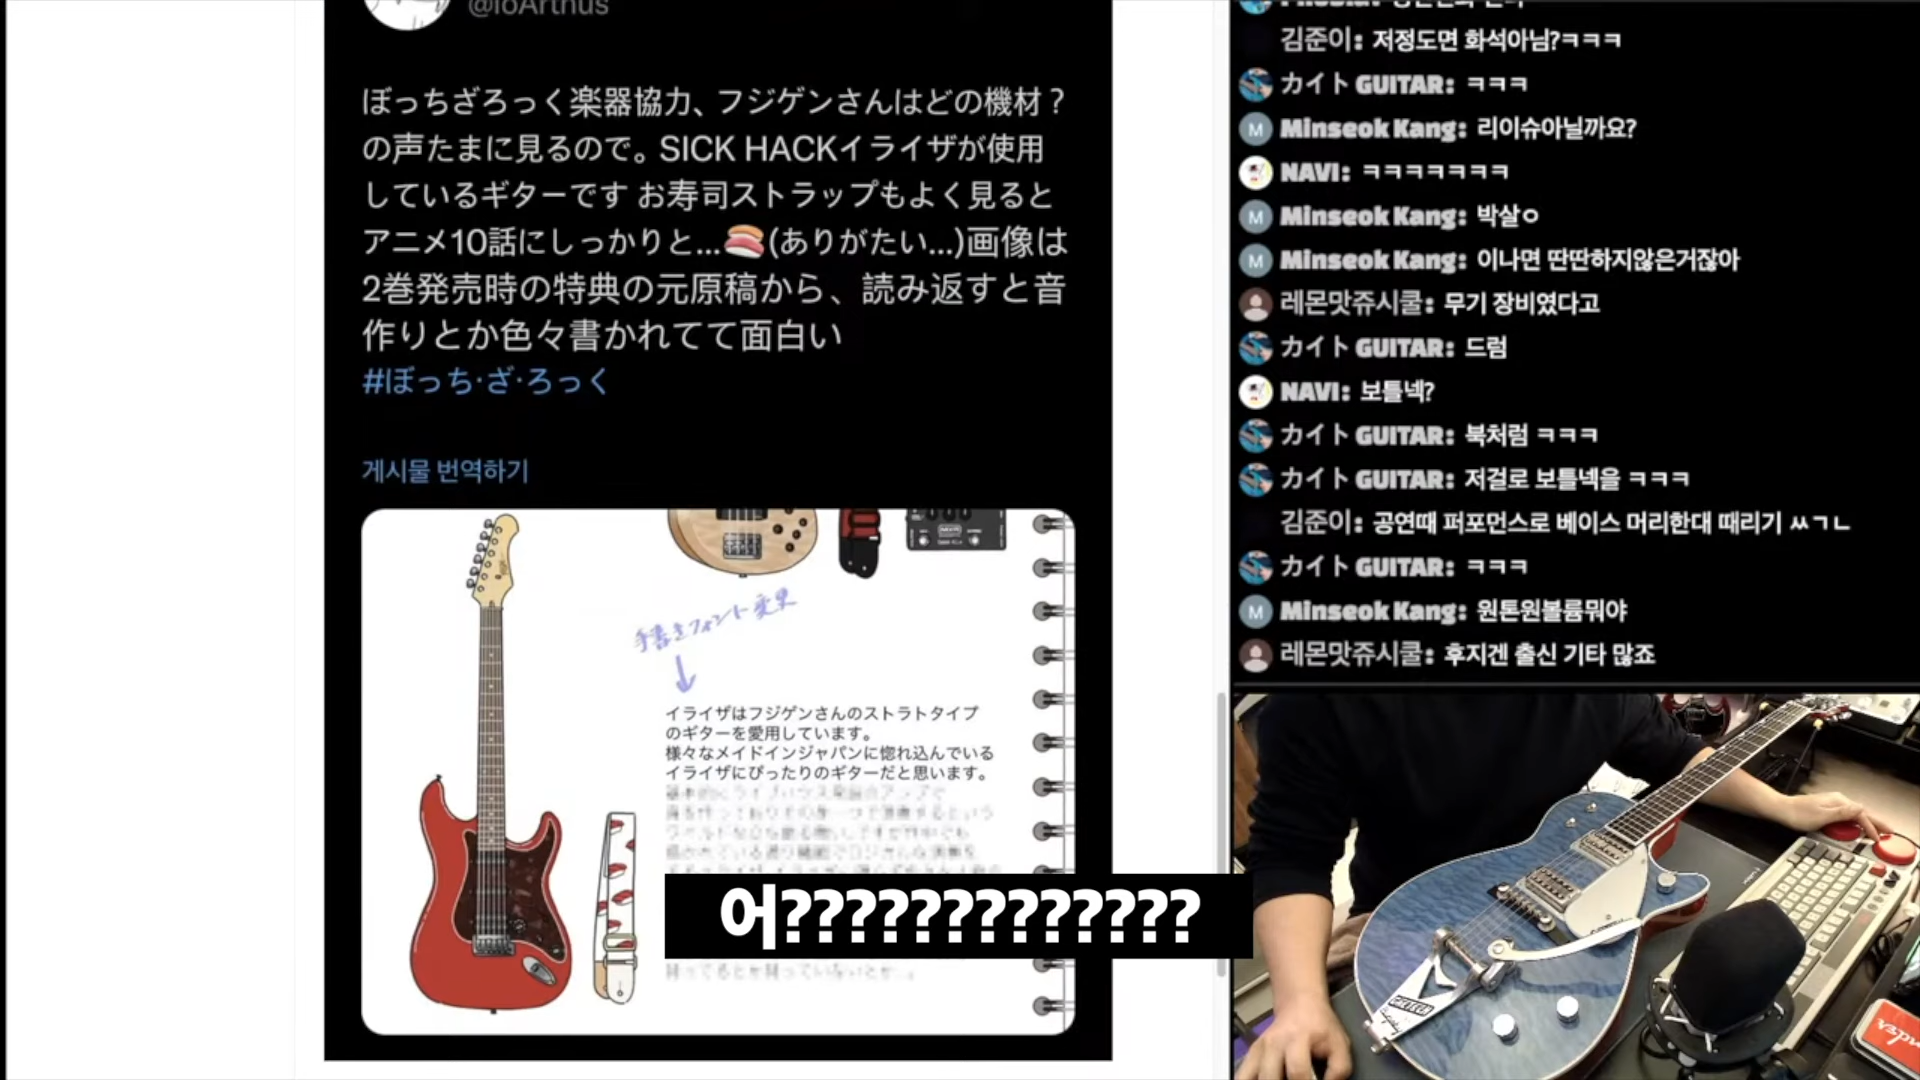 @IoArthus
ぼっちざろっく楽器協力、フジゲンさんはどの機材？
の声たまに見るので。SICK HACKイライザが使用
しているギターです お寿司ストラップもよく見ると
アニメ10話にしっかりと...🍣(ありがたい...)画像は
2巻発売時の特典の元原稿から、読み返すと音
作りとか色々書かれてて面白い
#ぼっち·ざ·ろっく
게시물 번역하기
手書きフォント変更
イライザはフジゲンさんのストラトタイプ
のギターを愛用しています。
様々なメイドインジャパンに惚れ込んでいる
イライザにぴったりのギターだと思います。
어?????????????
김준이: 저정도면 화석아님?ㅋㅋㅋ
カイト GUITAR: ㅋㅋㅋ
Minseok Kang: 리이슈아닐까요?
NAVI: ㅋㅋㅋㅋㅋㅋㅋ
Minseok Kang: 박살ㅇ
Minseok Kang: 이나면 딴딴하지않은거잖아
레몬맛쥬시쿨: 무기 장비였다고
カイト GUITAR: 드럼
NAVI: 보틀넥?
カイト GUITAR: 북처럼 ㅋㅋㅋ
カイト GUITAR: 저걸로 보틀넥을 ㅋㅋㅋ
김준이: 공연때 퍼포먼스로 베이스 머리한대 때리기 ㅆㄱㄴ
カイト GUITAR: ㅋㅋㅋ
Minseok Kang: 원톤원볼륨뭐야
레몬맛쥬시쿨: 후지겐 출신 기타 많죠
GRETSCH